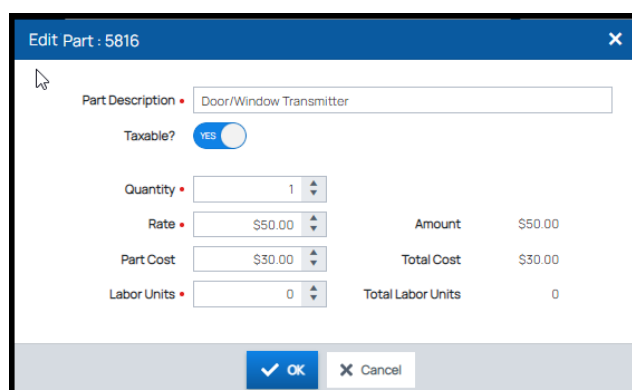 Edit Part : 5816
Part Description •
Door/Window Transmitter
Taxable?
YES
Quantity •
1
Rate •
$50.00
Amount
$50.00
Part Cost
$30.00
Total Cost
$30.00
Labor Units •
0
Total Labor Units
0
OK
Cancel